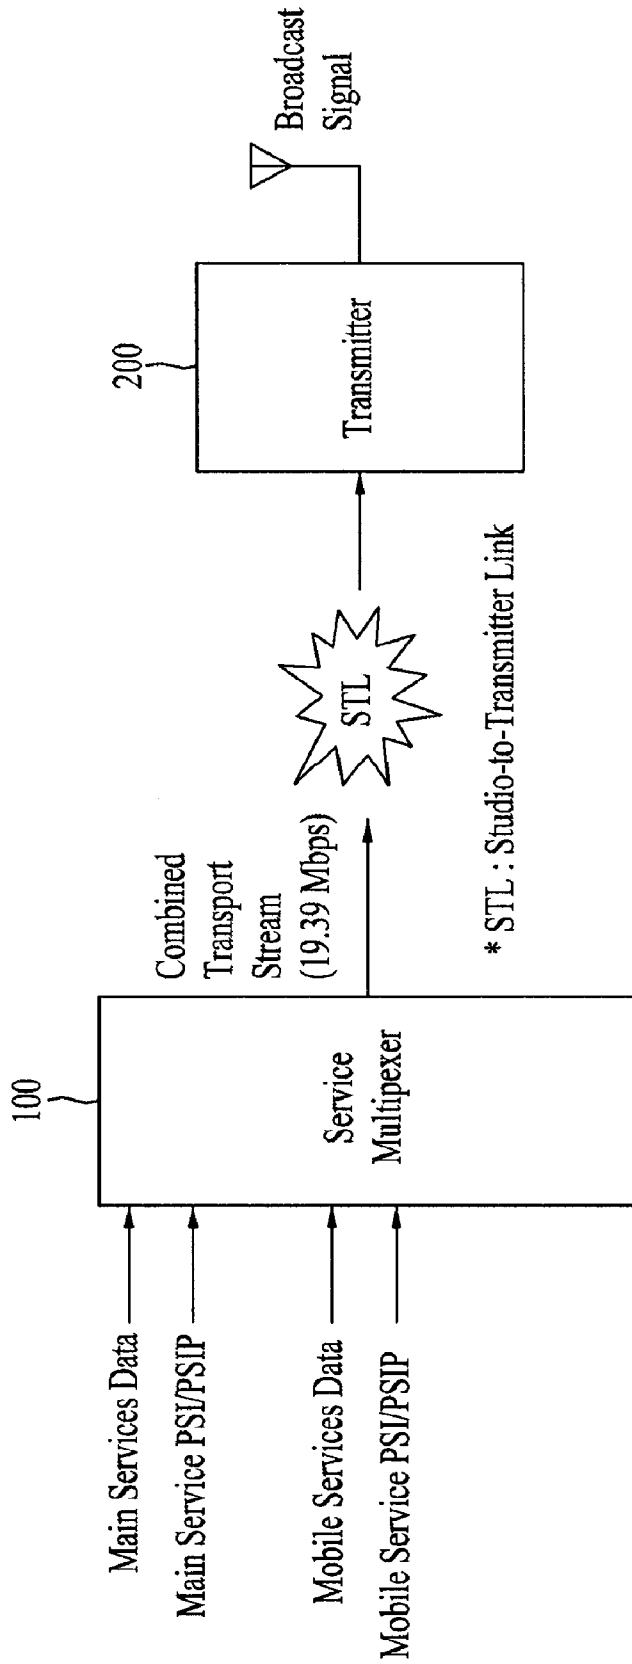 Main Services Data
Main Service PSI/PSIP
Mobile Services Data
Mobile Service PSI/PSIP
100
Service
Multipexer
Combined
Transport
Stream
(19.39 Mbps)
STL
* STL : Studio-to-Transmitter Link
200
Transmitter
Broadcast
Signal